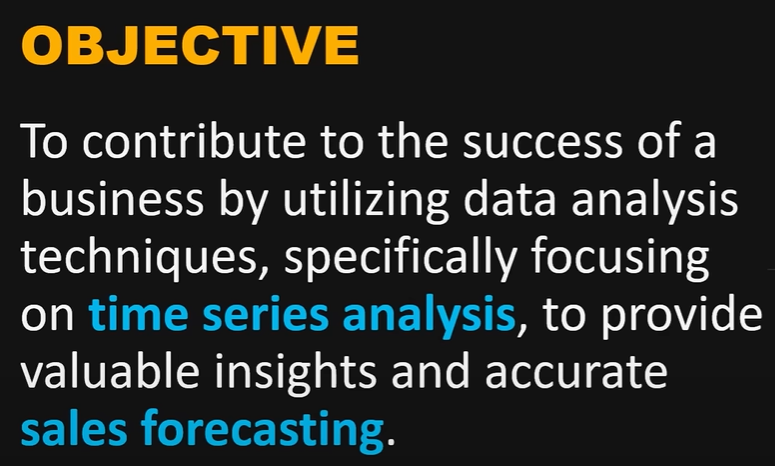 OBJECTIVE
To contribute to the success of a
business by utilizing data analysis
techniques, specifically focusing
on time series analysis, to provide
valuable insights and accurate
sales forecasting.